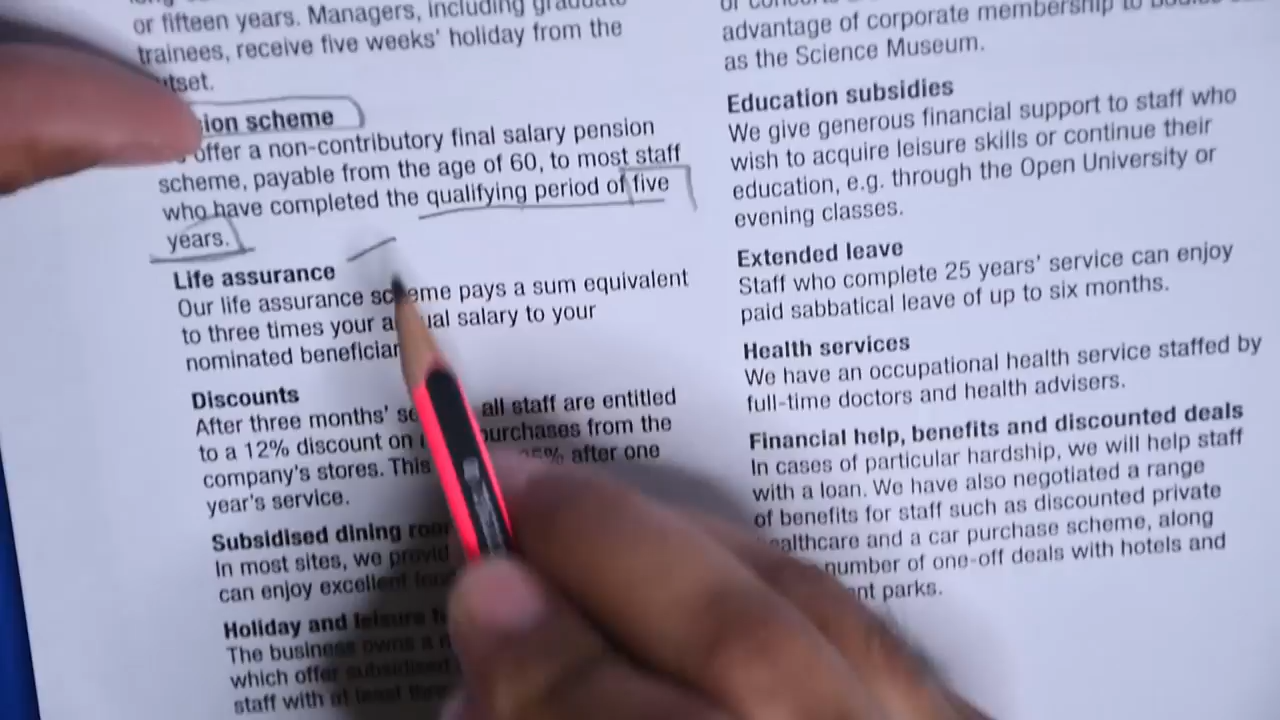 or fifteen years. Managers, including graduate
trainees, receive five weeks' holiday from the
scheme
offer a non-contributory final salary pension
scheme, payable from the age of 60, to most staff
who have completed the qualifying period of five
years.
Life assurance
Our life assurance scheme pays a sum equivalent
to three times your annual salary to your
nominated
Discounts
After three months' all staff are entitled
to a 12% discount on purchases from the
company's stores. This after one
year's service.
Subsidised dining
In most sites, we
can enjoy excellent
Holiday and leisure
The business owns a
which offer subsidised
staff with at least
advantage of corporate membership to
as the Science Museum.
Education subsidies
We give generous financial support to staff who
wish to acquire leisure skills or continue their
education, e.g. through the Open University or
evening classes.
Extended leave
Staff who complete 25 years' service can enjoy
paid sabbatical leave of up to six months.
Health services
We have an occupational health service staffed by
full-time doctors and health advisers.
Financial help, benefits and discounted deals
In cases of particular hardship, we will help staff
with a loan. We have also negotiated a range
of benefits for staff such as discounted private
healthcare and a car purchase scheme, along
number of one-off deals with hotels and
parks.